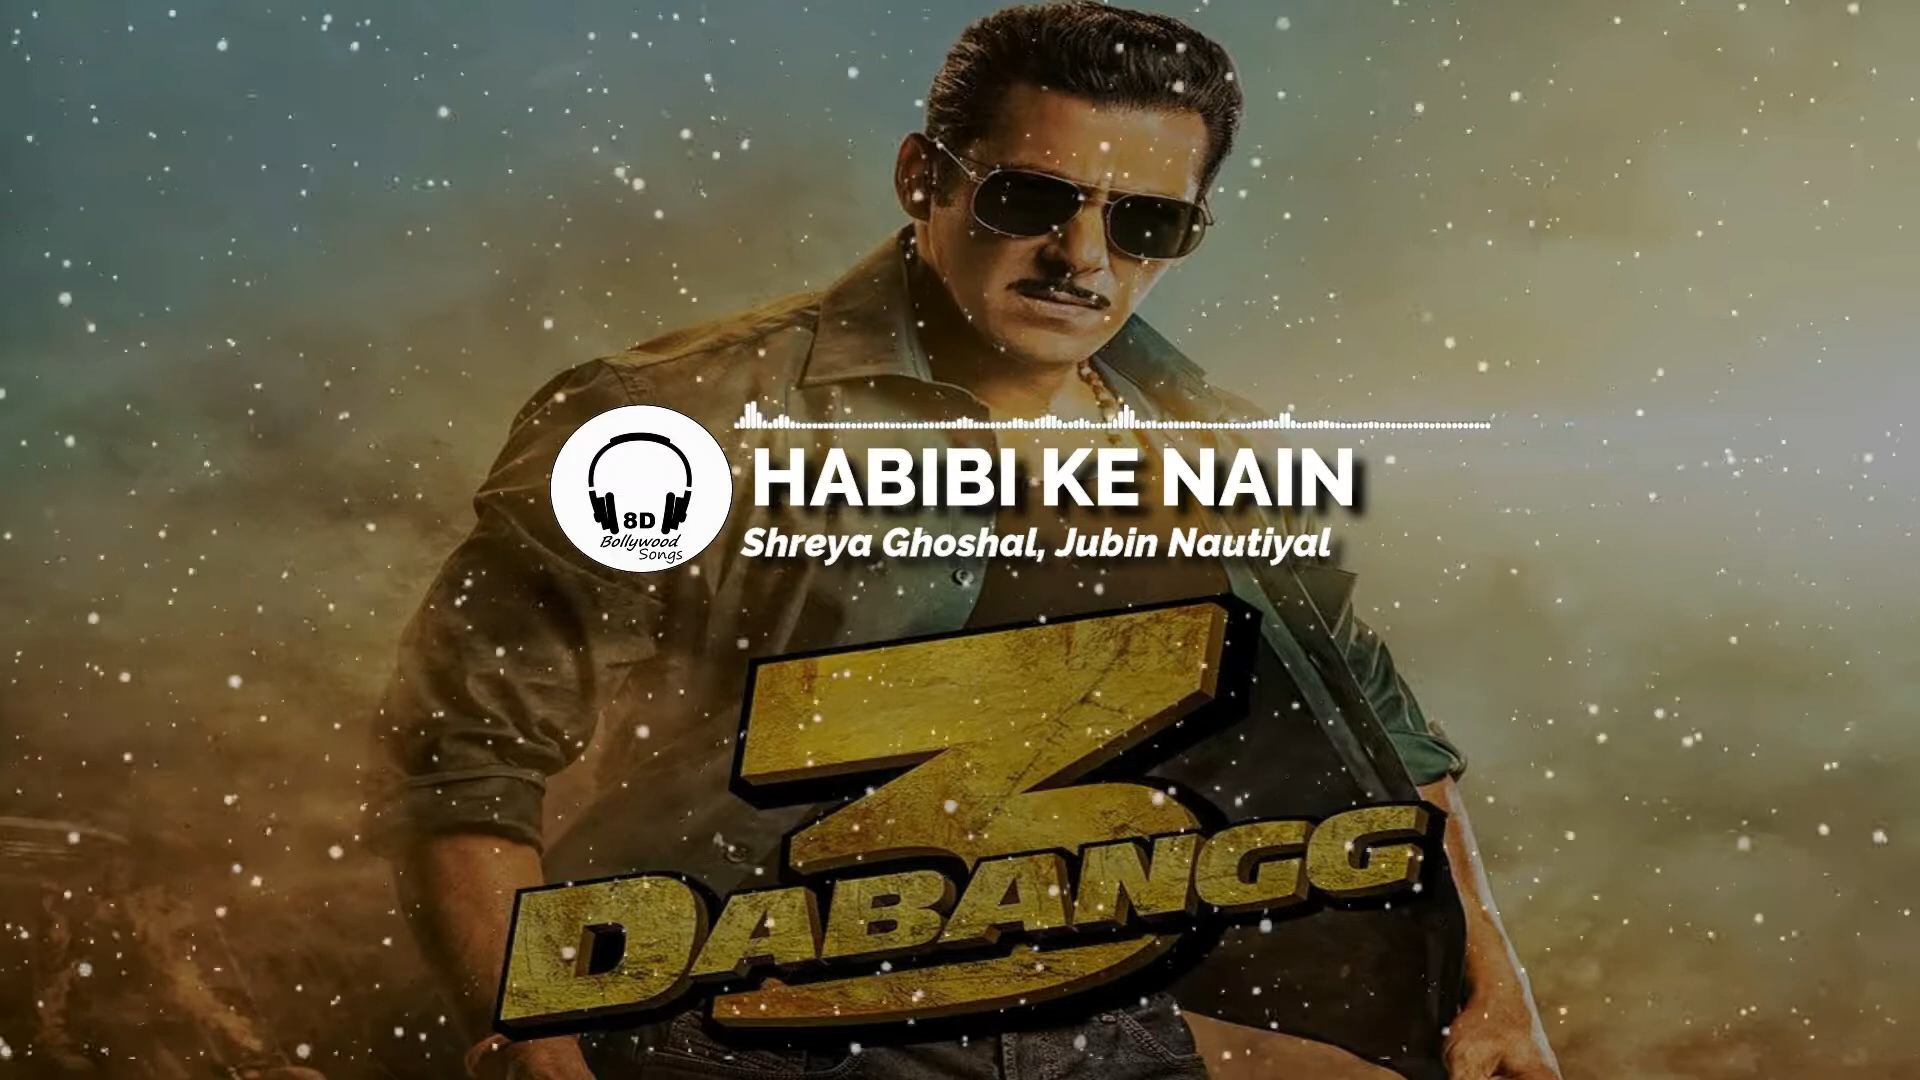 HABIBI KE NAIN
Shreya Ghoshal, Jubin Nautiyal
8D
Bollywood
Songs
3
DABANGG